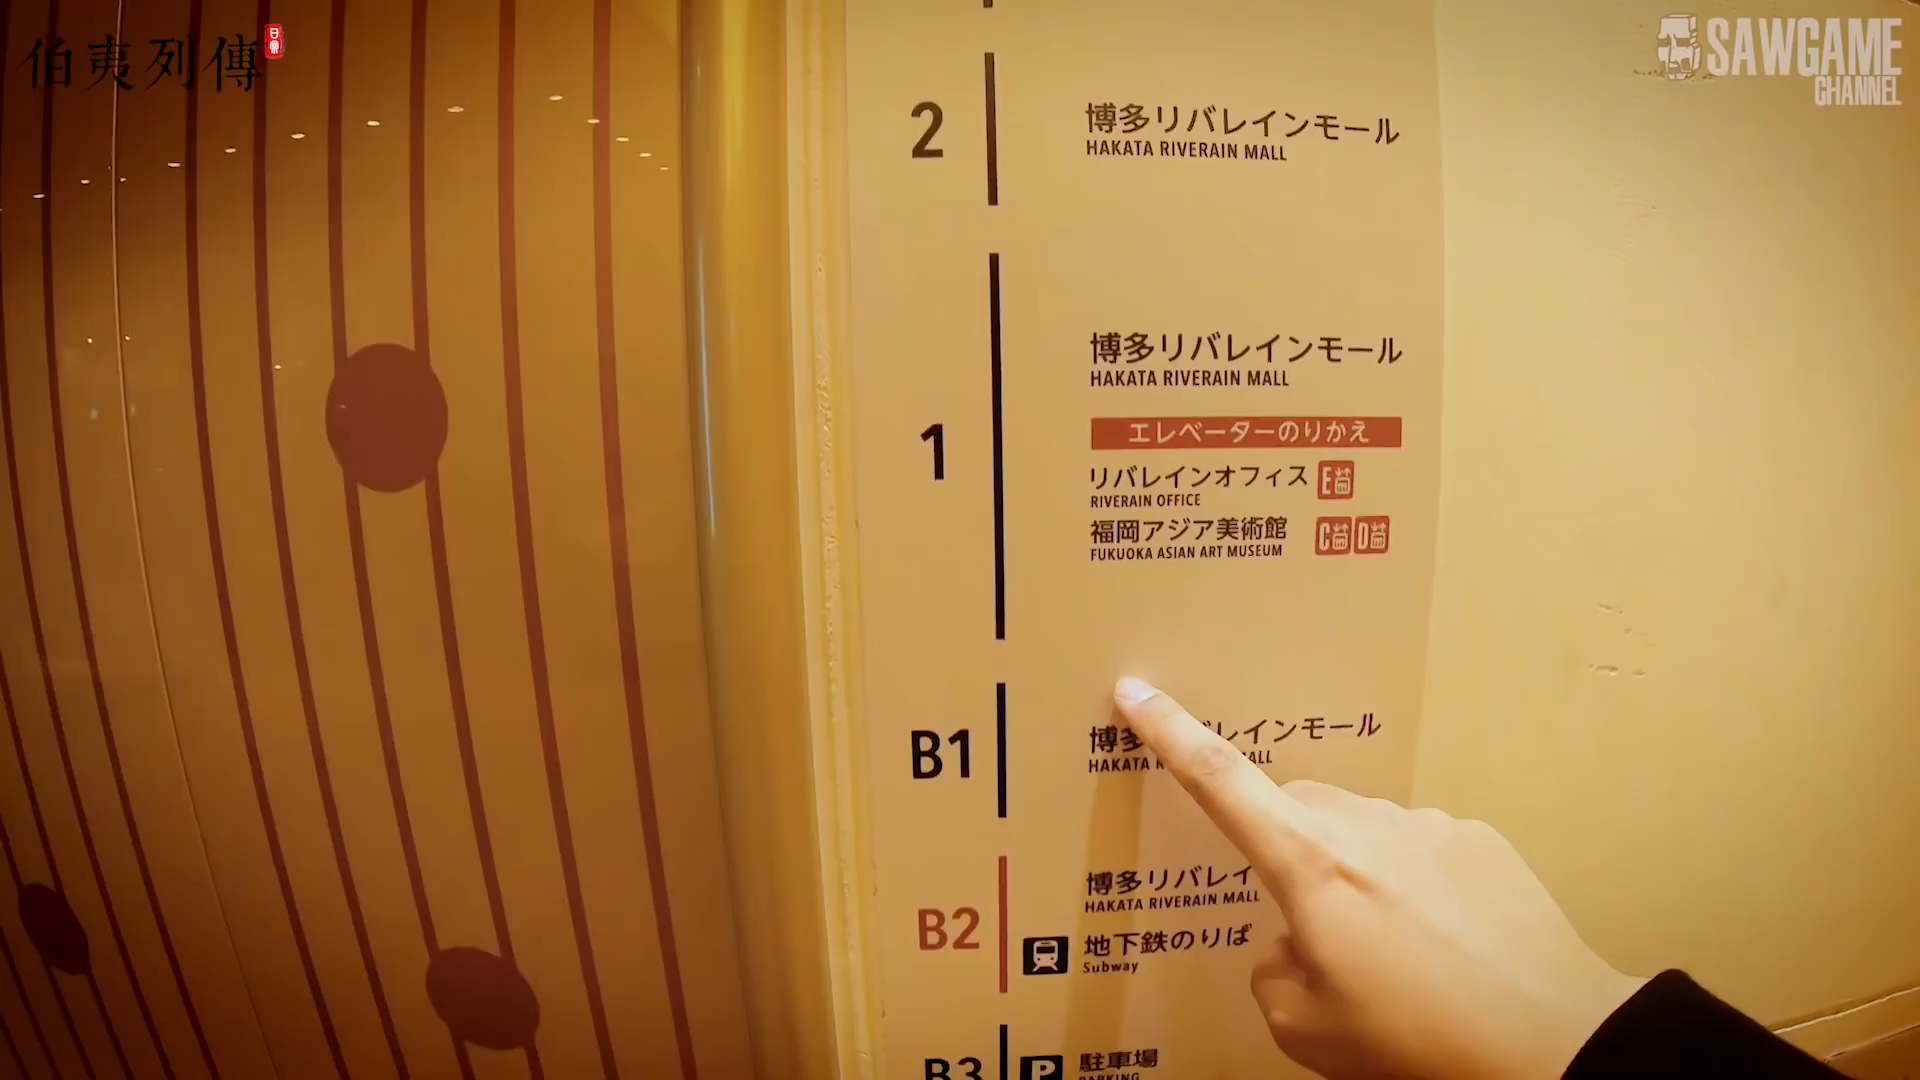 伯夷列傳
日常
SAWGAME
CHANNEL
2
博多リバレインモール
HAKATA RIVERAIN MALL
1
博多リバレインモール
HAKATA RIVERAIN MALL
エレベーターのりかえ
リバレインオフィス E
RIVERAIN OFFICE
福岡アジア美術館 C D
FUKUOKA ASIAN ART MUSEUM
B1
博多 レインモール
HAKATA
B2
博多リバレイ
HAKATA RIVERAIN MALL
地下鉄のりば
Subway
B3
P 駐車場
PARKING